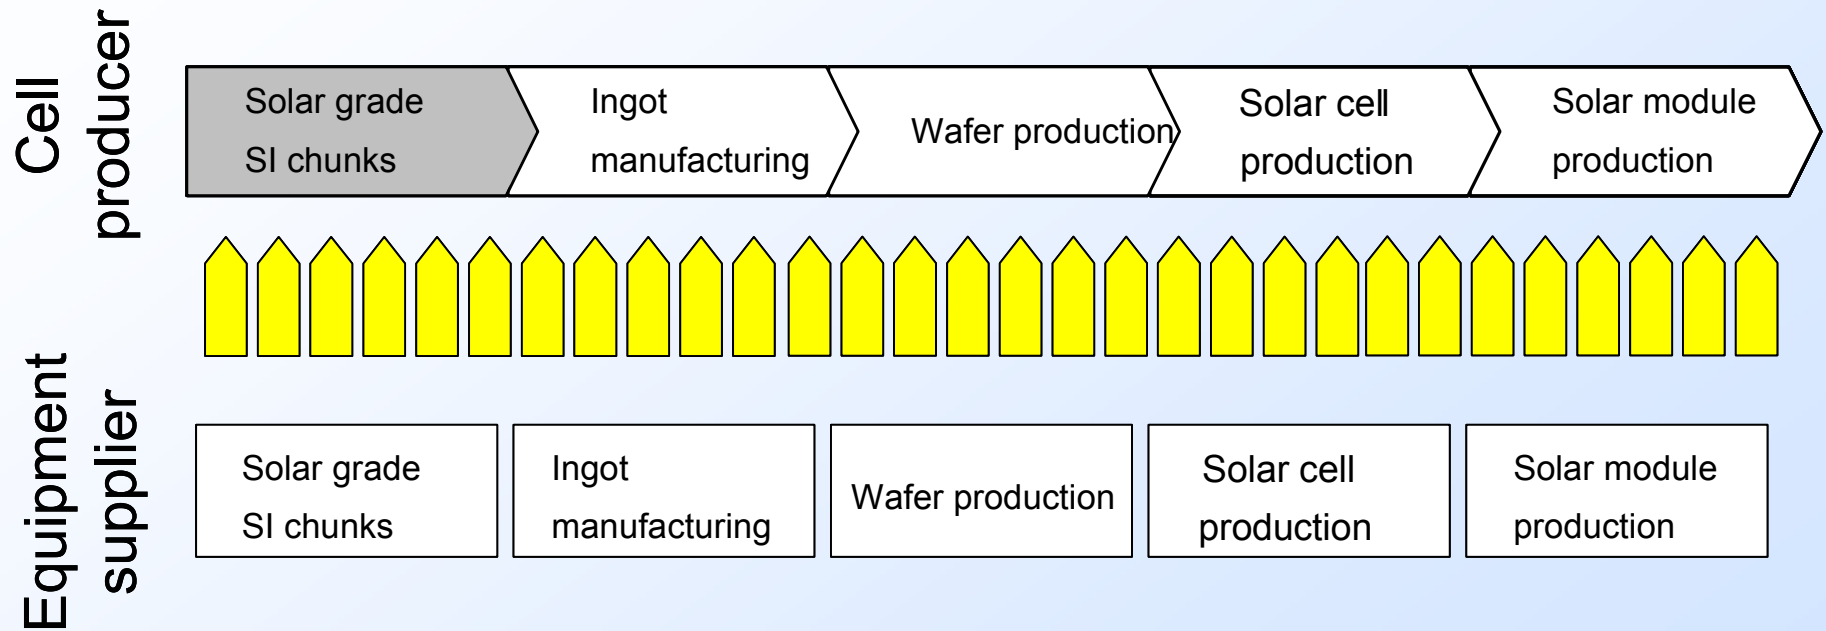 Cell
producer
Solar grade
SI chunks
Ingot
manufacturing
Wafer production
Solar cell
production
Solar module
production
Equipment
supplier
Solar grade
SI chunks
Ingot
manufacturing
Wafer production
Solar cell
production
Solar module
production